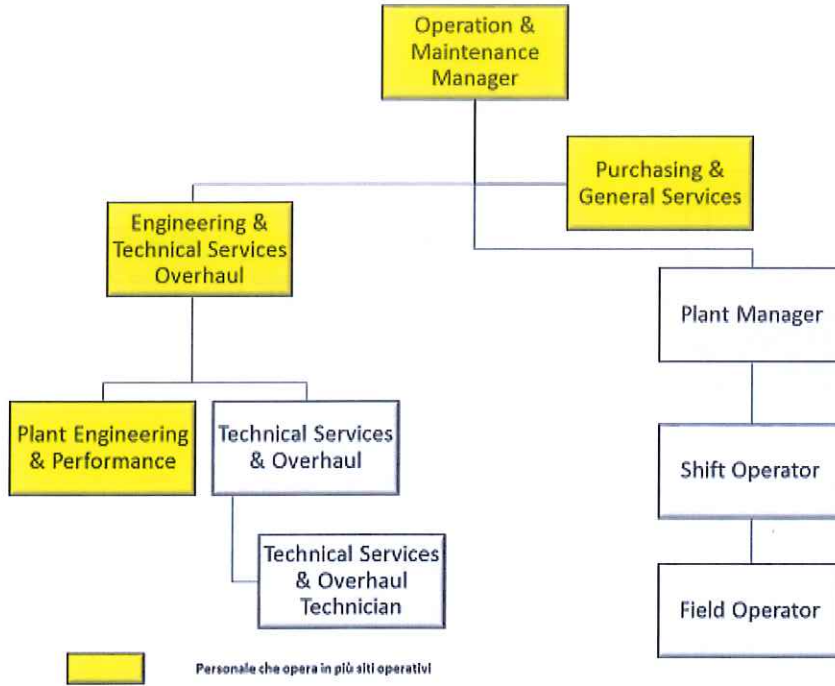 Operation &
Maintenance
Manager
Purchasing &
General Services
Engineering &
Technical Services
Overhaul
Plant Manager
Plant Engineering
& Performance
Technical Services
& Overhaul
Shift Operator
Technical Services
& Overhaul
Technician
Field Operator
Personale che opera in più siti operativi